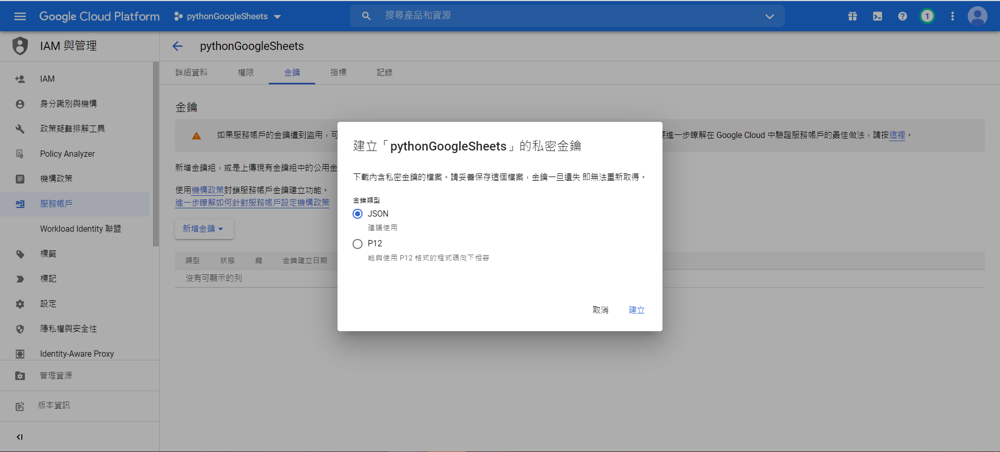 Google Cloud Platform
pythonGoogleSheets
搜尋產品和資源
1
IAM 與管理
pythonGoogleSheets
IAM
身分識別與機構
政策疑難排解工具
Policy Analyzer
機構政策
服務帳戶
Workload Identity 聯盟
標籤
標記
設定
隱私權與安全性
Identity-Aware Proxy
管理資源
版本資訊
詳細資料
權限
金鑰
指標
記錄
金鑰
如果服務帳戶的金鑰遭到盜用，可
進一步瞭解在 Google Cloud 中驗證服務帳戶的最佳做法，請按這裡。
新增金鑰組，或是上傳現有金鑰組中的公用金
使用機構政策封鎖服務帳戶金鑰建立功能。
進一步瞭解如何針對服務帳戶設定機構政策
新增金鑰
類型 狀態 鍵 金鑰建立日期
沒有可顯示的列
建立「pythonGoogleSheets」的私密金鑰
下載內含私密金鑰的檔案。請妥善保存這個檔案，金鑰一旦遺失 即無法重新取得。
金鑰類型
JSON
建議使用
P12
能與使用 P12 格式的程式碼向下相容
取消
建立